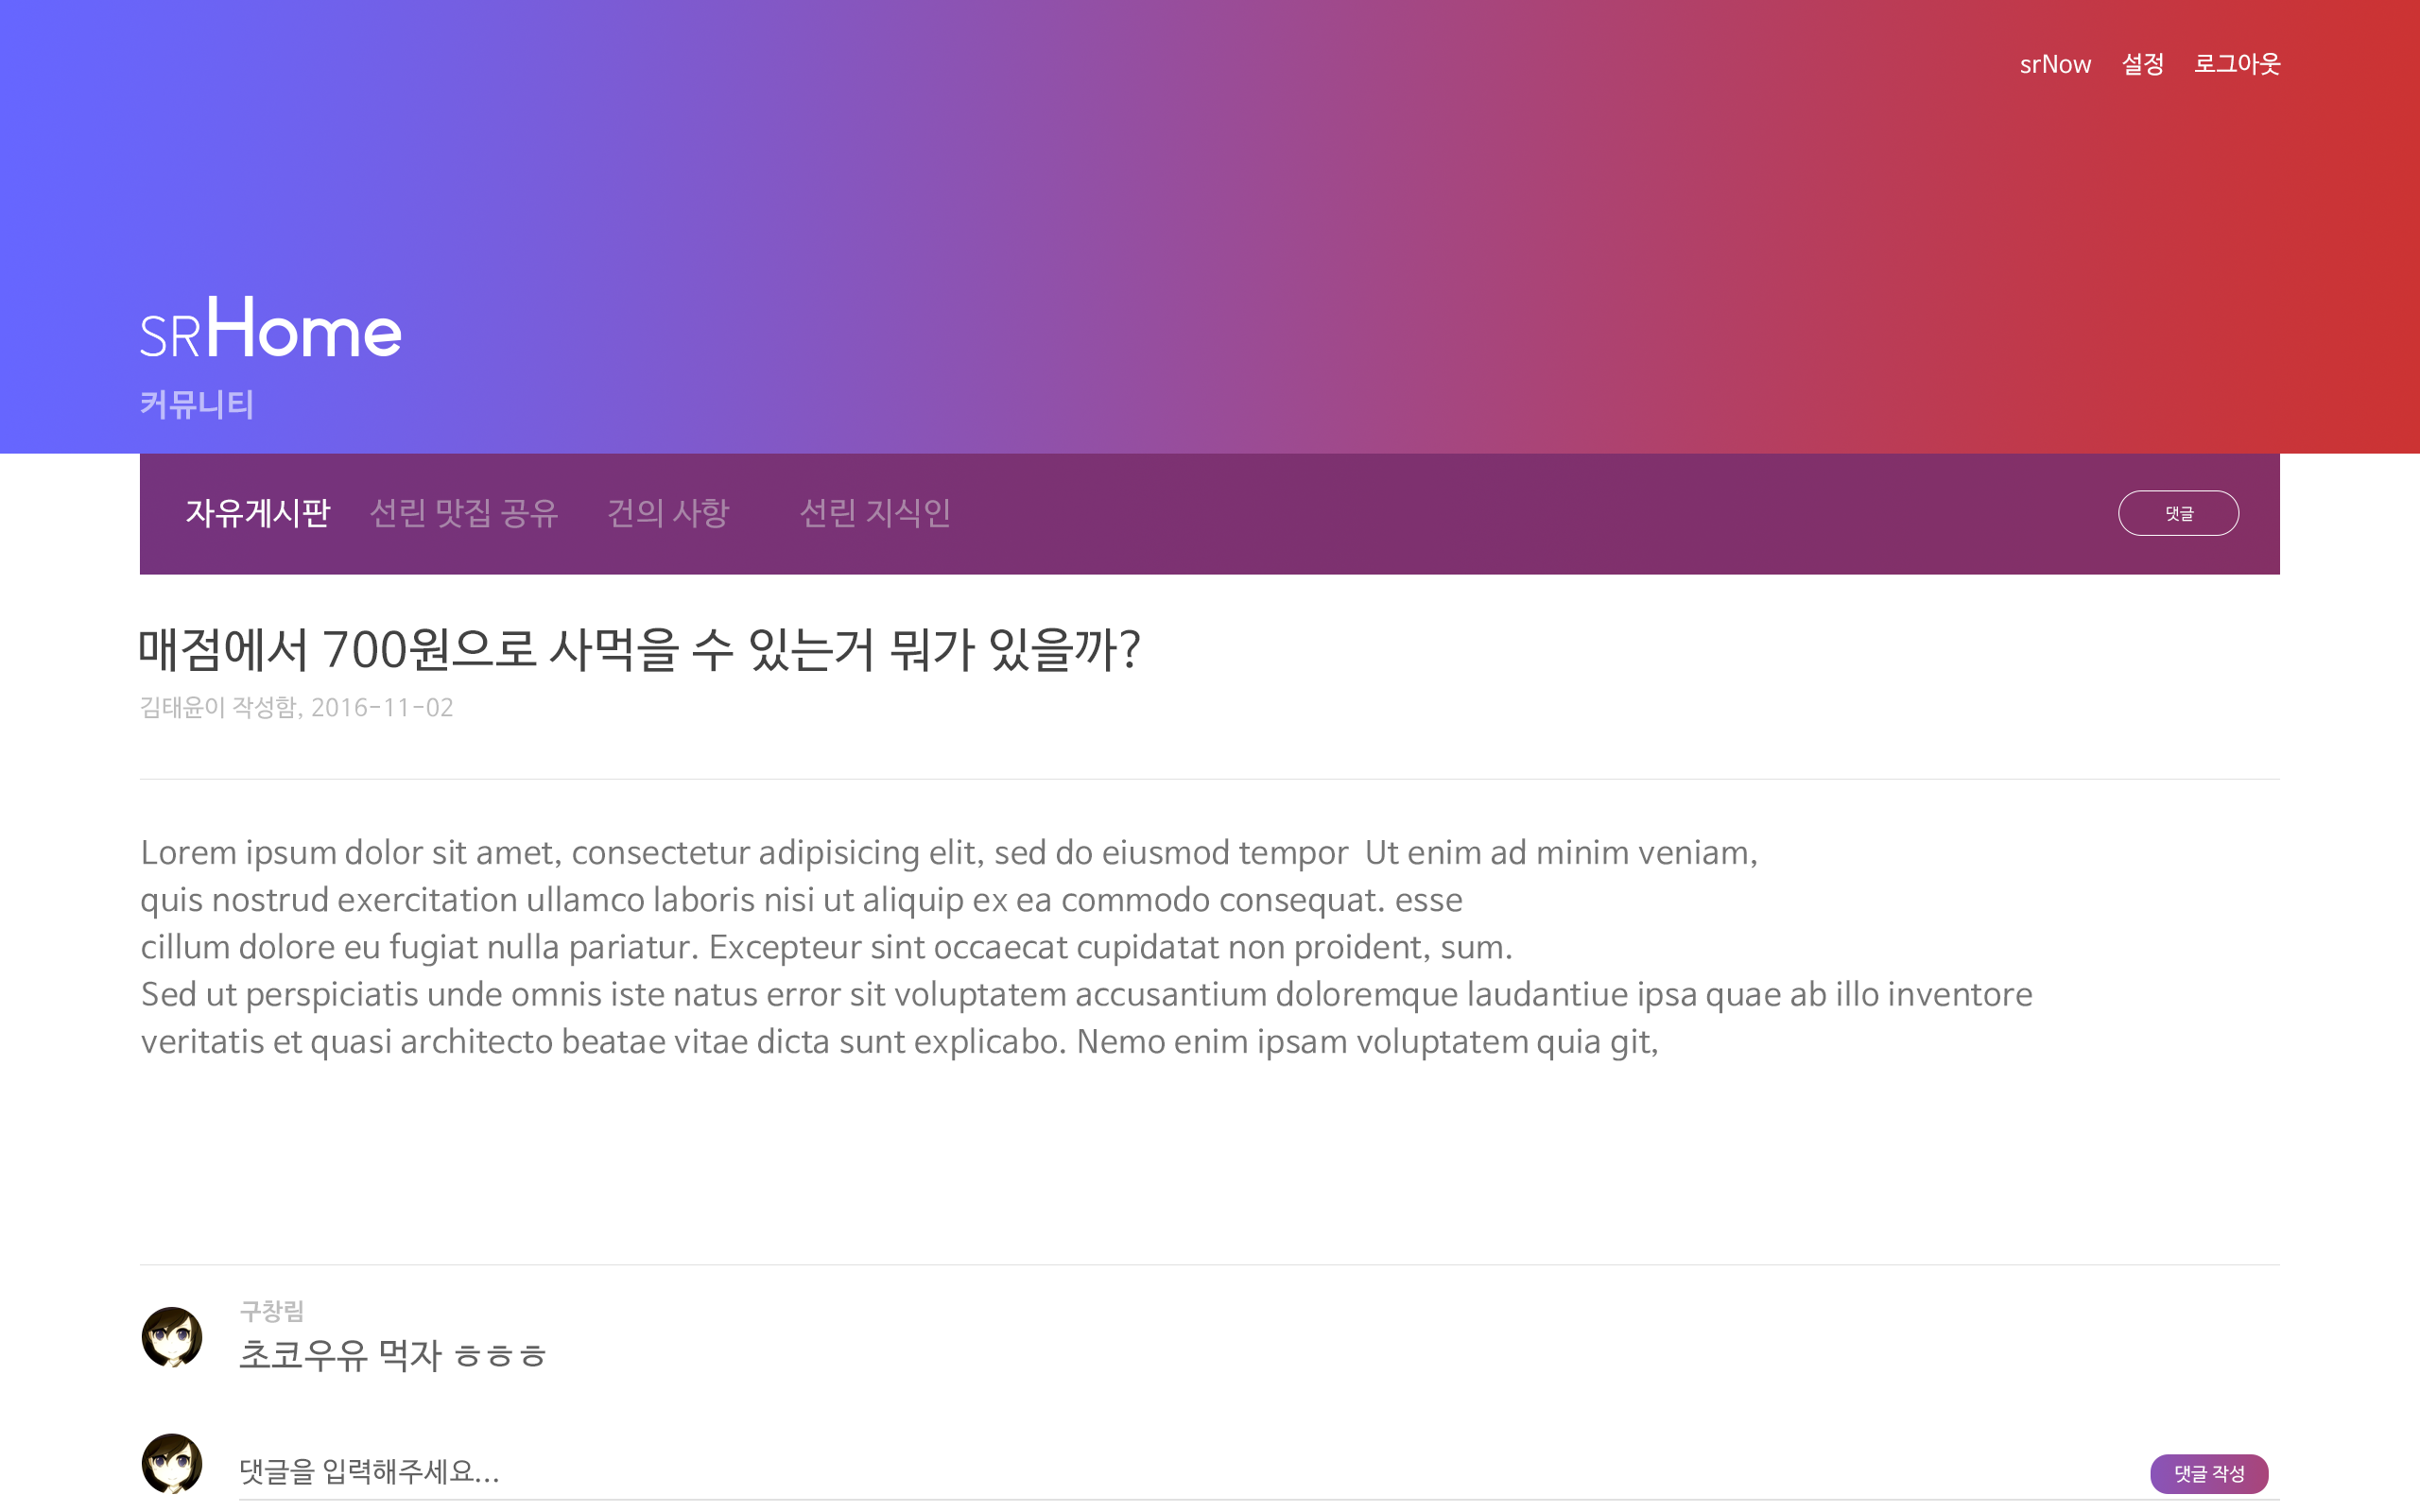 srNow 설정 로그아웃
SRHome
커뮤니티
자유게시판 선린 맛집 공유 건의 사항 선린 지식인 댓글
매점에서 700원으로 사먹을 수 있는거 뭐가 있을까?
김태윤이 작성함, 2016-11-02
Lorem ipsum dolor sit amet, consectetur adipisicing elit, sed do eiusmod tempor  Ut enim ad minim veniam,
quis nostrud exercitation ullamco laboris nisi ut aliquip ex ea commodo consequat. esse
cillum dolore eu fugiat nulla pariatur. Excepteur sint occaecat cupidatat non proident, sum.
Sed ut perspiciatis unde omnis iste natus error sit voluptatem accusantium doloremque laudantiue ipsa quae ab illo inventore
veritatis et quasi architecto beatae vitae dicta sunt explicabo. Nemo enim ipsam voluptatem quia git,
구창림
초코우유 먹자 ㅎㅎㅎ
댓글을 입력해주세요... 댓글 작성